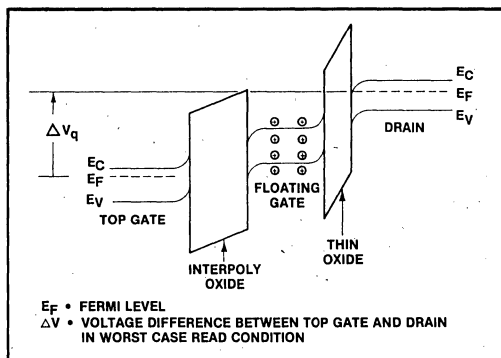 EC
EF
EV
DRAIN
ΔVq
EC
EF
EV
TOP GATE
FLOATING
GATE
THIN
OXIDE
INTERPOLY
OXIDE
EF • FERMI LEVEL
ΔV • VOLTAGE DIFFERENCE BETWEEN TOP GATE AND DRAIN
IN WORST CASE READ CONDITION